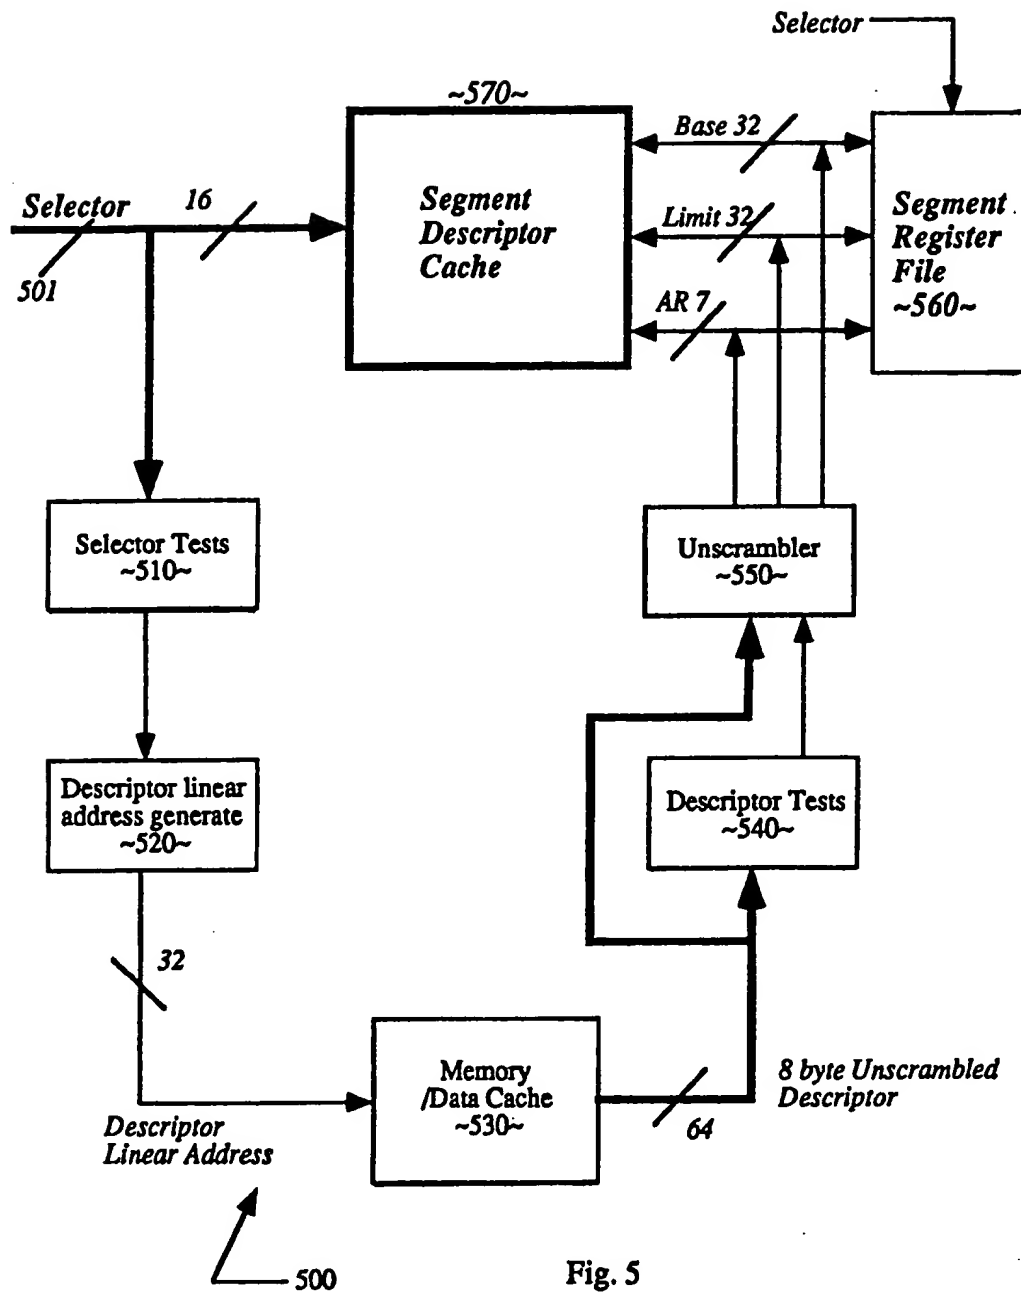 Selector
~570~
Base 32
Selector
16
Segment
Descriptor
Cache
Limit 32
Segment
Register
File
~560~
501
AR 7
Selector Tests
~510~
Unscrambler
~550~
Descriptor linear
address generate
~520~
Descriptor Tests
~540~
32
Memory
/Data Cache
~530~
8 byte Unscrambled
Descriptor
64
Descriptor
Linear Address
500
Fig. 5